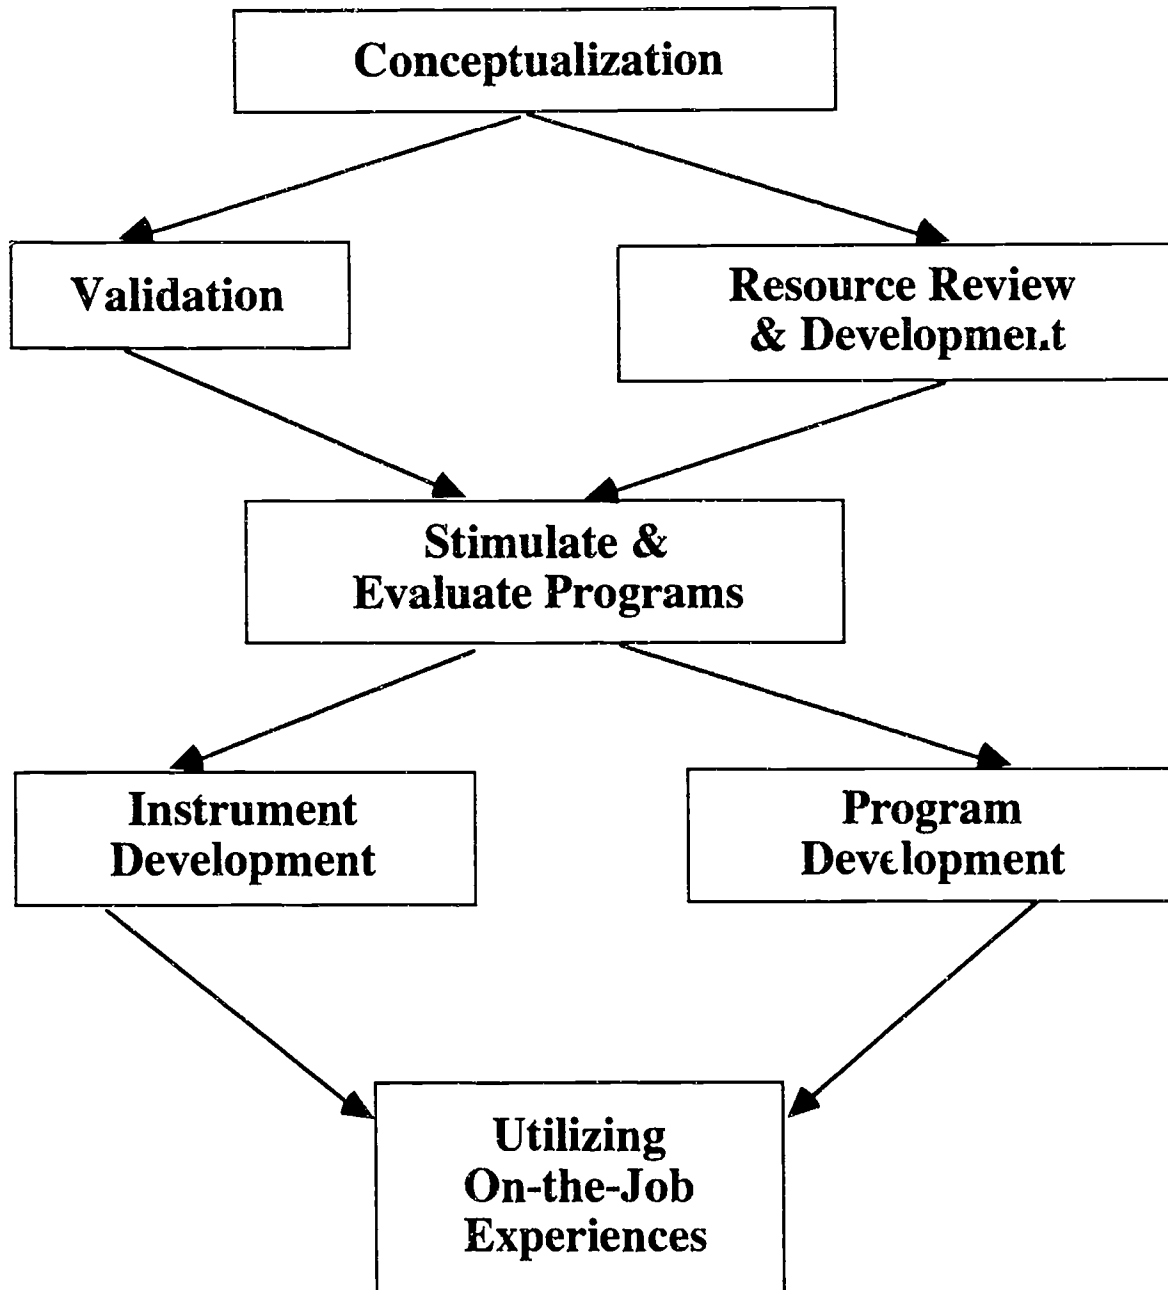 Conceptualization
Validation
Resource Review
& Development
Stimulate &
Evaluate Programs
Instrument
Development
Program
Development
Utilizing
On-the-Job
Experiences